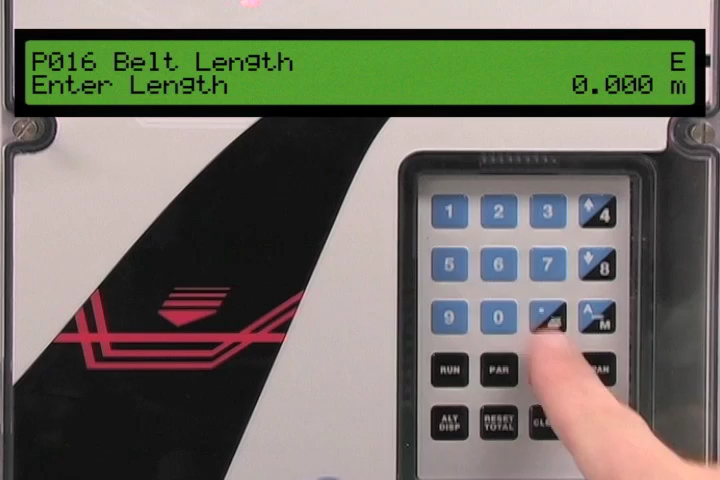 P016 Belt Length E
Enter Length 0.000 m
1 2 3 4
5 6 7 8
9 0 . A M
RUN PAR
ALT DISP RESET TOTAL